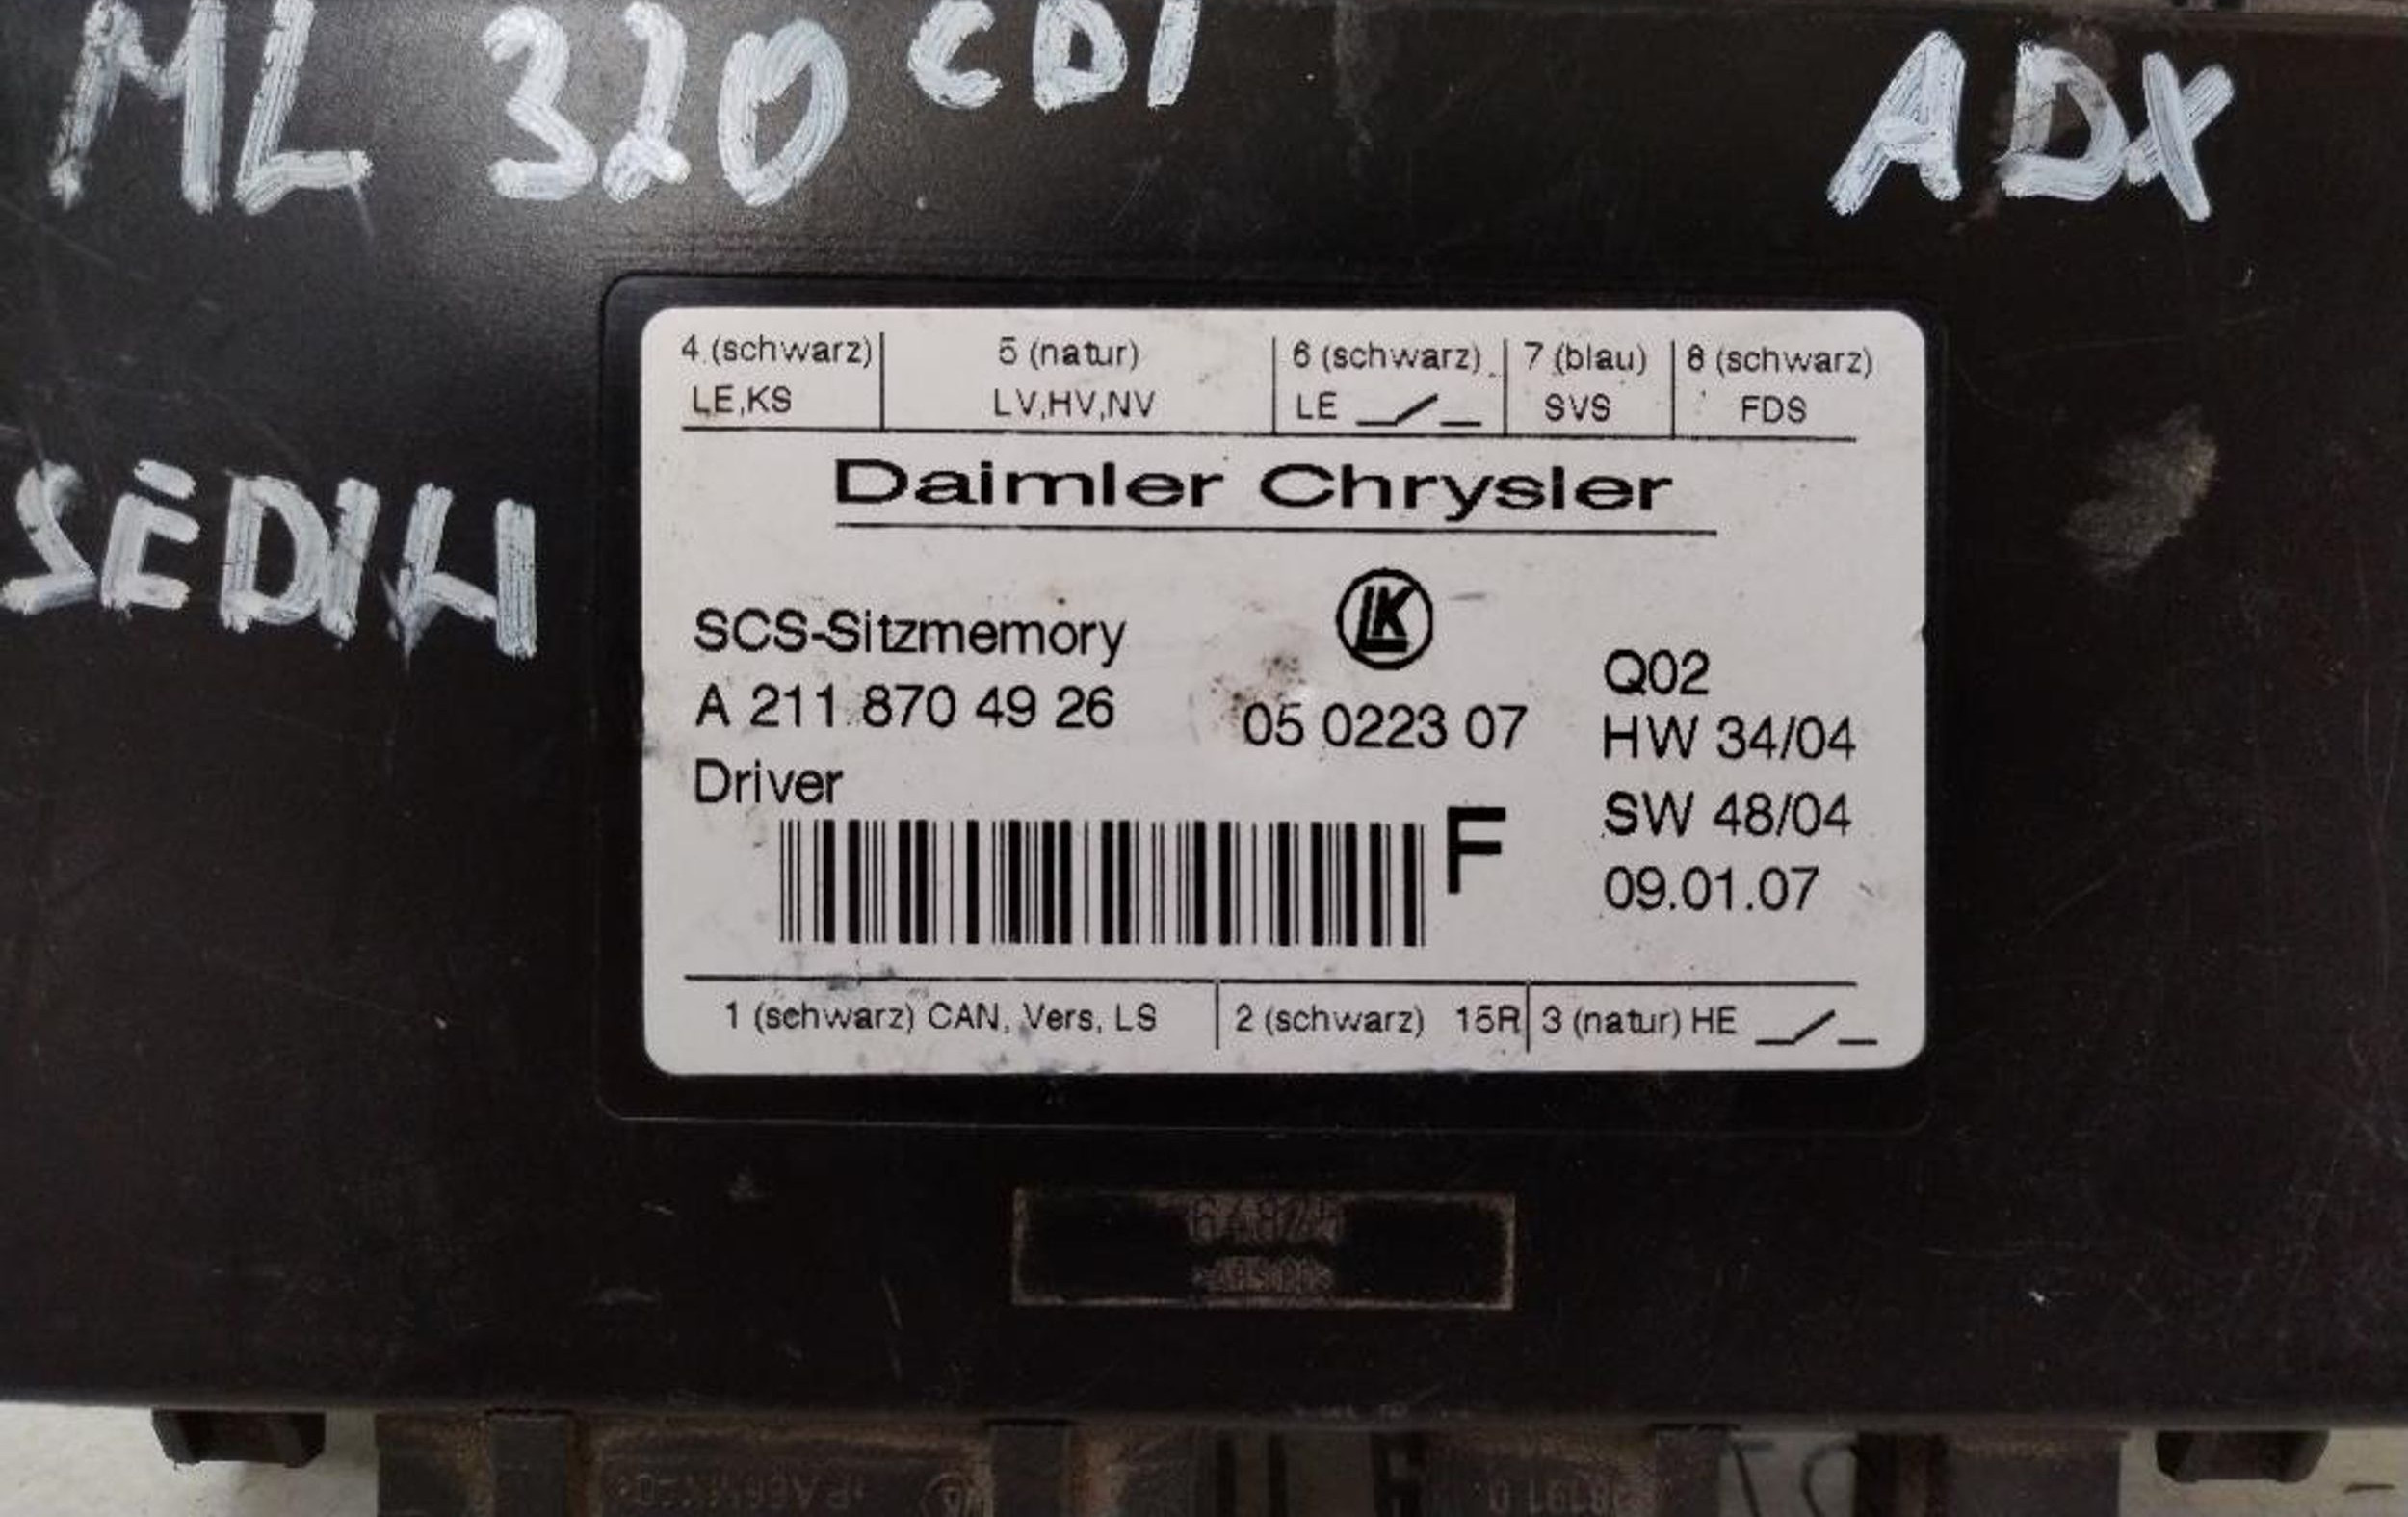 ML 320 CDI ADX
SEDIH
4 (schwarz) 5 (natur) 6 (schwarz) 7 (blau) 8 (schwarz)
LE,KS LV,HV,NV LE SVS FDS
Daimler Chrysler
LK
SCS-Sitzmemory
A 211 870 49 26 05 0223 07
Driver
F
Q02
HW 34/04
SW 48/04
09.01.07
1 (schwarz) CAN, Vers, LS 2 (schwarz) 15R 3 (natur) HE